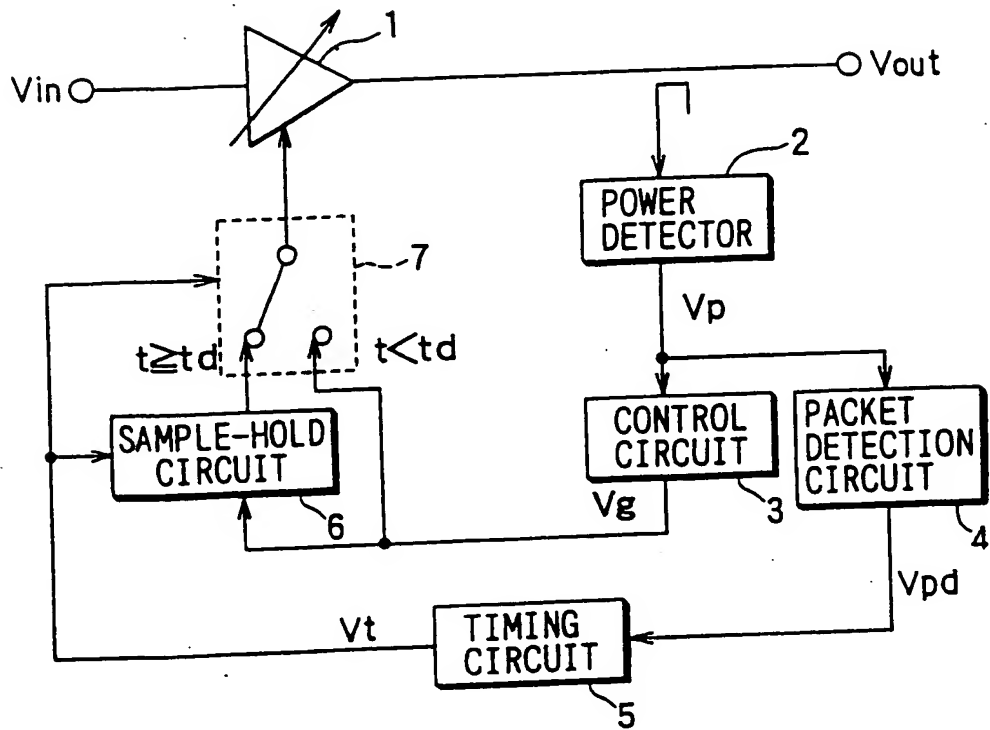 1
Vin
Vout
2
POWER
DETECTOR
7
Vp
t≧td
t<td
SAMPLE-HOLD
CIRCUIT
6
CONTROL
CIRCUIT
3
PACKET
DETECTION
CIRCUIT
4
Vg
Vpd
Vt
TIMING
CIRCUIT
5